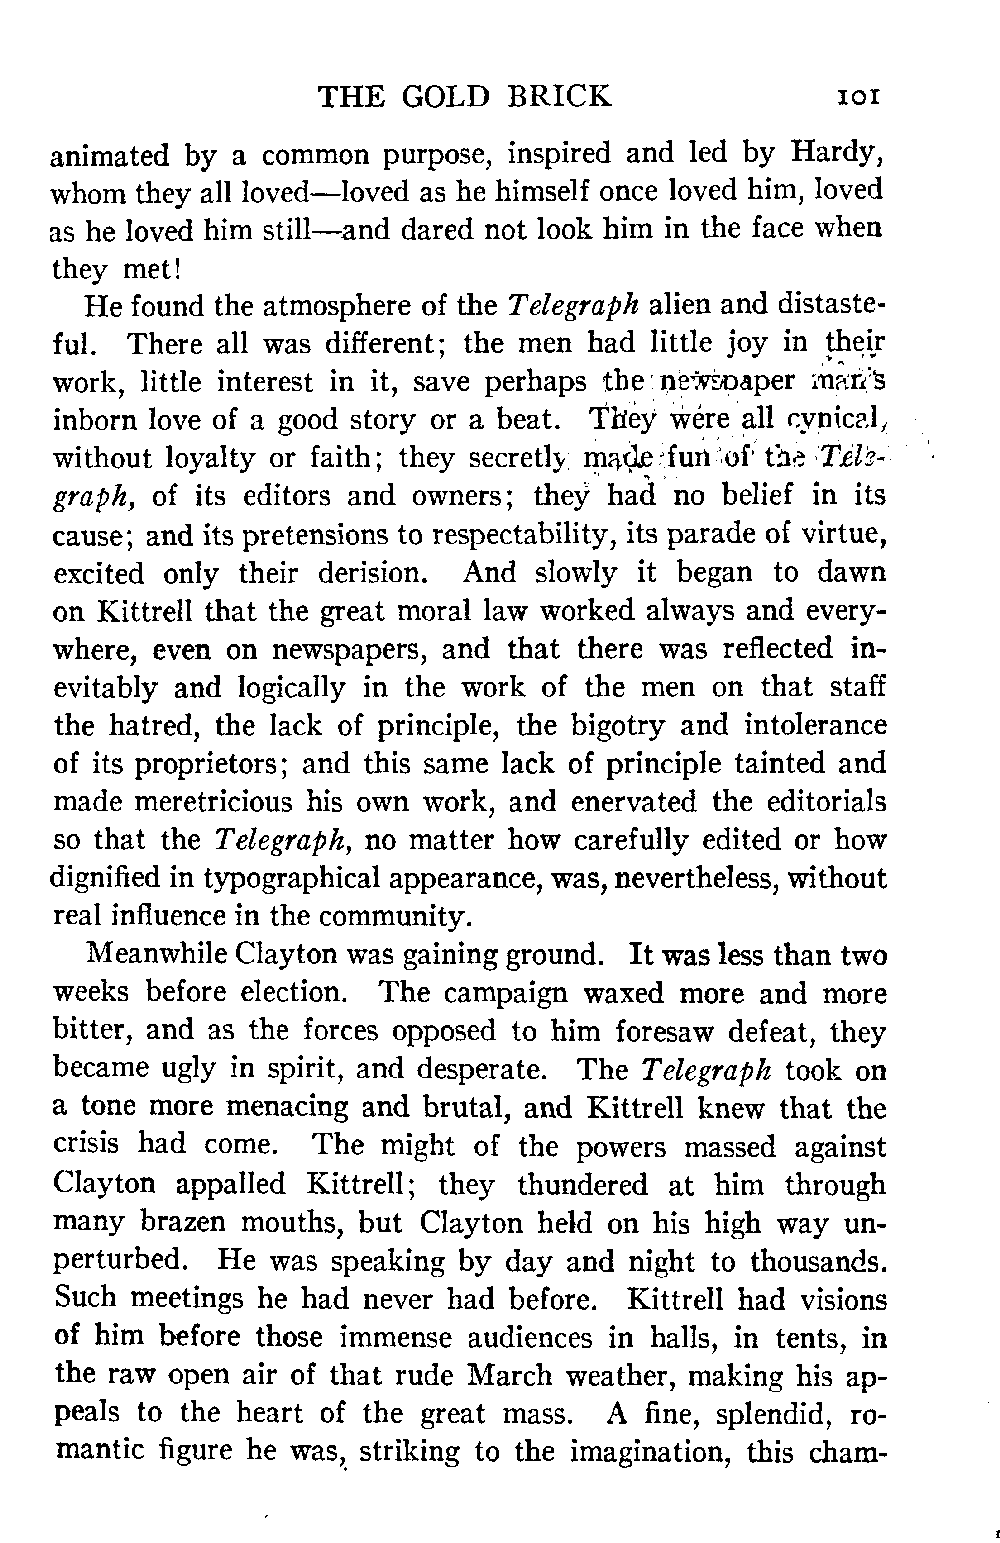 THE GOLD BRICK 101
animated by a common purpose, inspired and led by Hardy,
whom they all loved—loved as he himself once loved him, loved
as he loved him still—and dared not look him in the face when
they met!
He found the atmosphere of the Telegraph alien and distaste-
ful. There all was different; the men had little joy in their
work, little interest in it, save perhaps the newspaper man's
inborn love of a good story or a beat. They were all cynical,
without loyalty or faith; they secretly made fun of the Tele-
graph, of its editors and owners; they had no belief in its
cause; and its pretensions to respectability, its parade of virtue,
excited only their derision. And slowly it began to dawn
on Kittrell that the great moral law worked always and every-
where, even on newspapers, and that there was reflected in-
evitably and logically in the work of the men on that staff
the hatred, the lack of principle, the bigotry and intolerance
of its proprietors; and this same lack of principle tainted and
made meretricious his own work, and enervated the editorials
so that the Telegraph, no matter how carefully edited or how
dignified in typographical appearance, was, nevertheless, without
real influence in the community.
Meanwhile Clayton was gaining ground. It was less than two
weeks before election. The campaign waxed more and more
bitter, and as the forces opposed to him foresaw defeat, they
became ugly in spirit, and desperate. The Telegraph took on
a tone more menacing and brutal, and Kittrell knew that the
crisis had come. The might of the powers massed against
Clayton appalled Kittrell; they thundered at him through
many brazen mouths, but Clayton held on his high way un-
perturbed. He was speaking by day and night to thousands.
Such meetings he had never had before. Kittrell had visions
of him before those immense audiences in halls, in tents, in
the raw open air of that rude March weather, making his ap-
peals to the heart of the great mass. A fine, splendid, ro-
mantic figure he was, striking to the imagination, this cham-